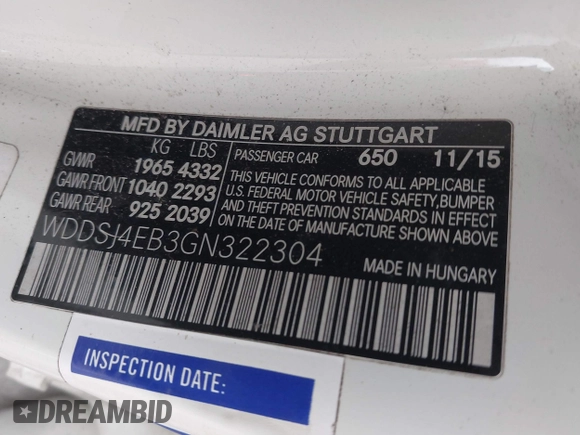 MFD BY DAIMLER AG STUTTGART
KG LBS
GVWR 1965 4332
GAWR FRONT 1040 2293
GAWR REAR 925 2039
PASSENGER CAR 650 11/15
THIS VEHICLE CONFORMS TO ALL APPLICABLE
U.S. FEDERAL MOTOR VEHICLE SAFETY,BUMPER
AND THEFT PREVENTION STANDARDS IN EFFECT
ON THE DATE OF MANUFACTURE SHOWN ABOVE
WDDSJ4EB3GN322304
MADE IN HUNGARY
INSPECTION DATE:
DREAMBID